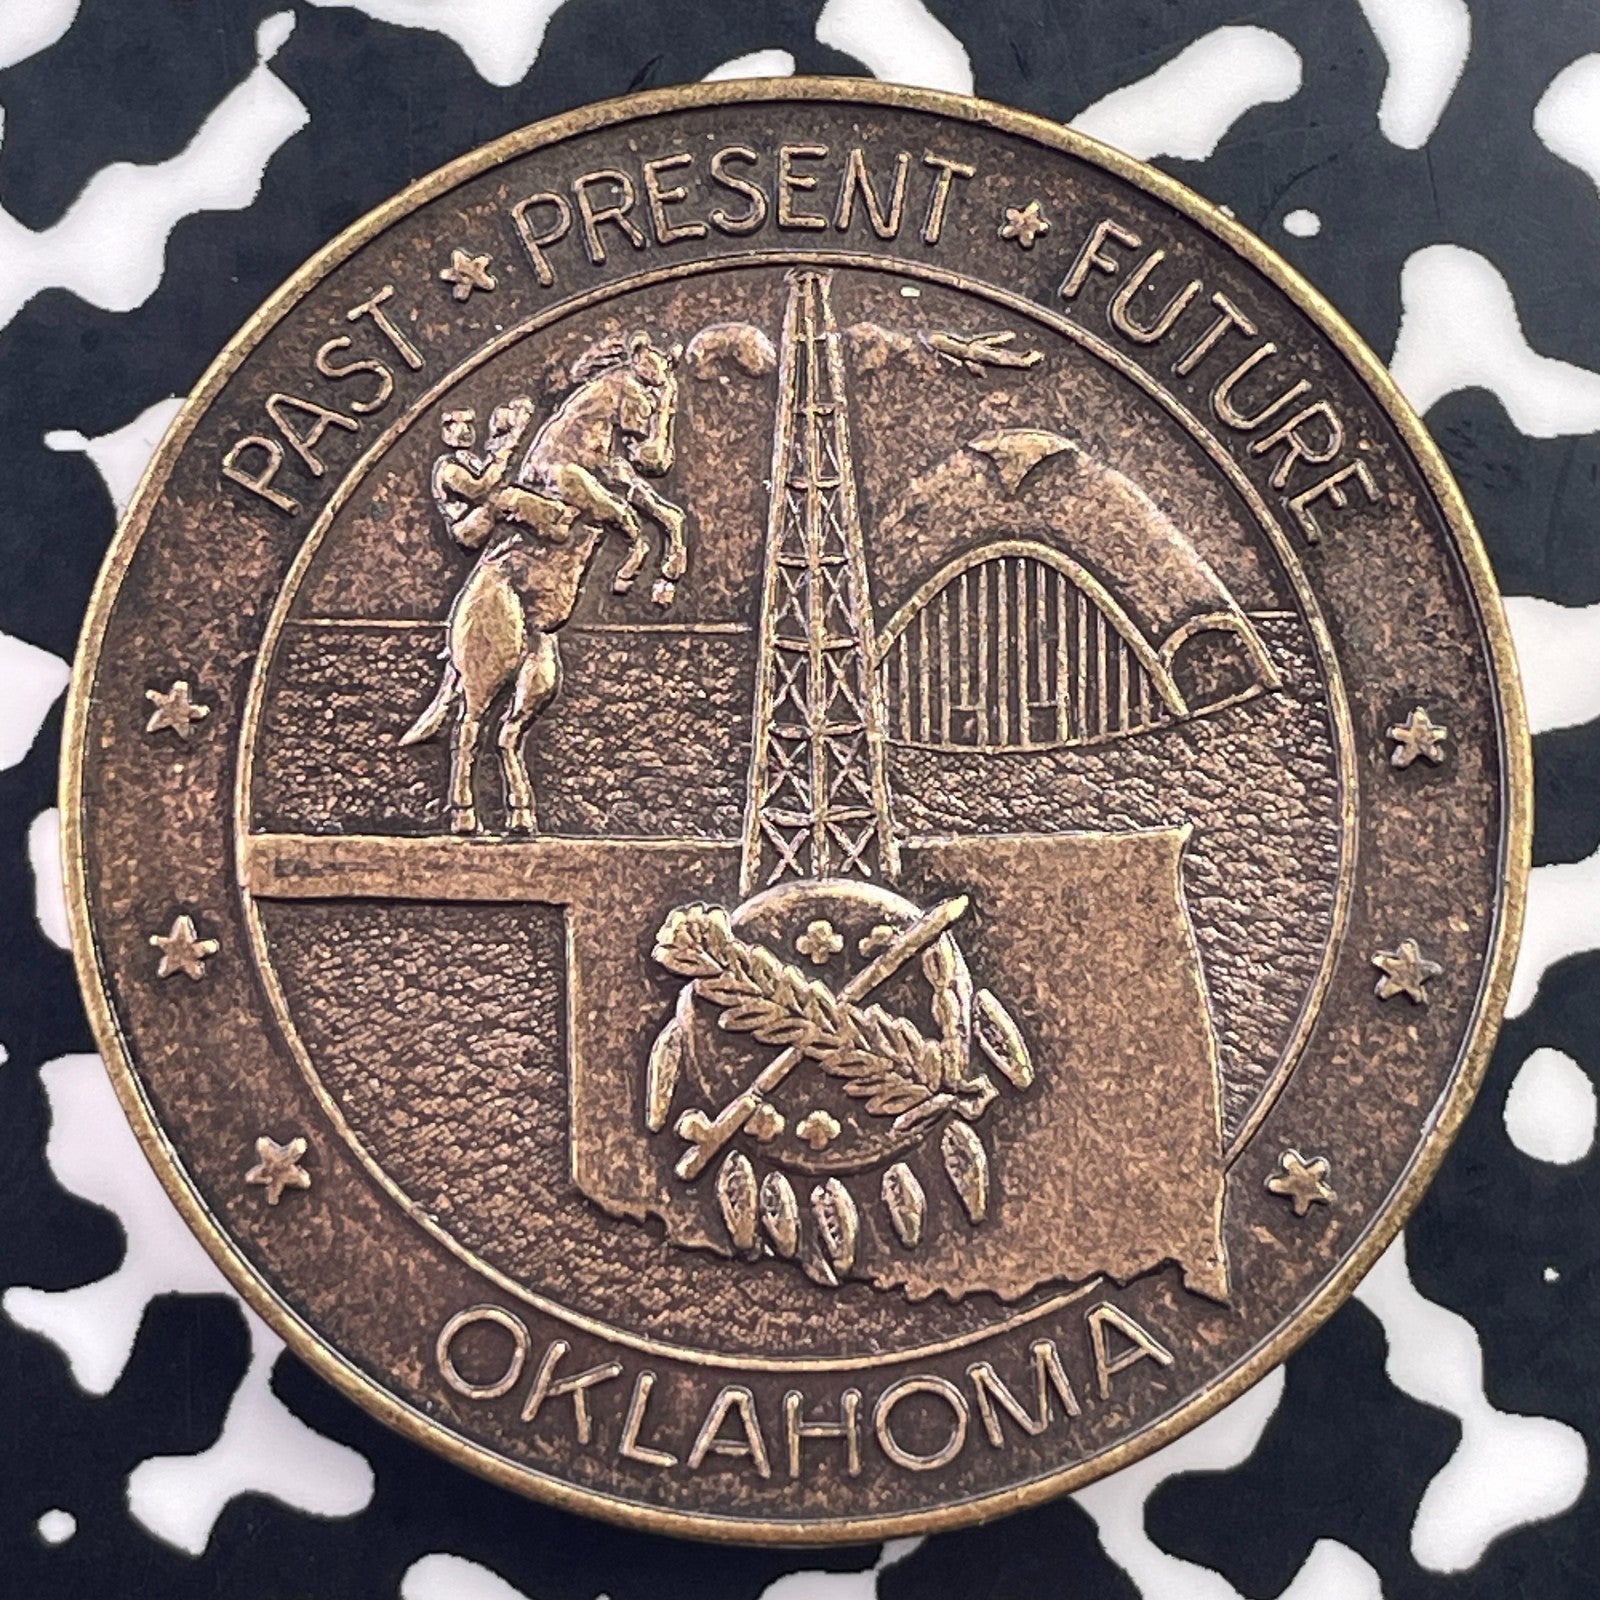 PAST ★ PRESENT ★ FUTURE
OKLAHOMA